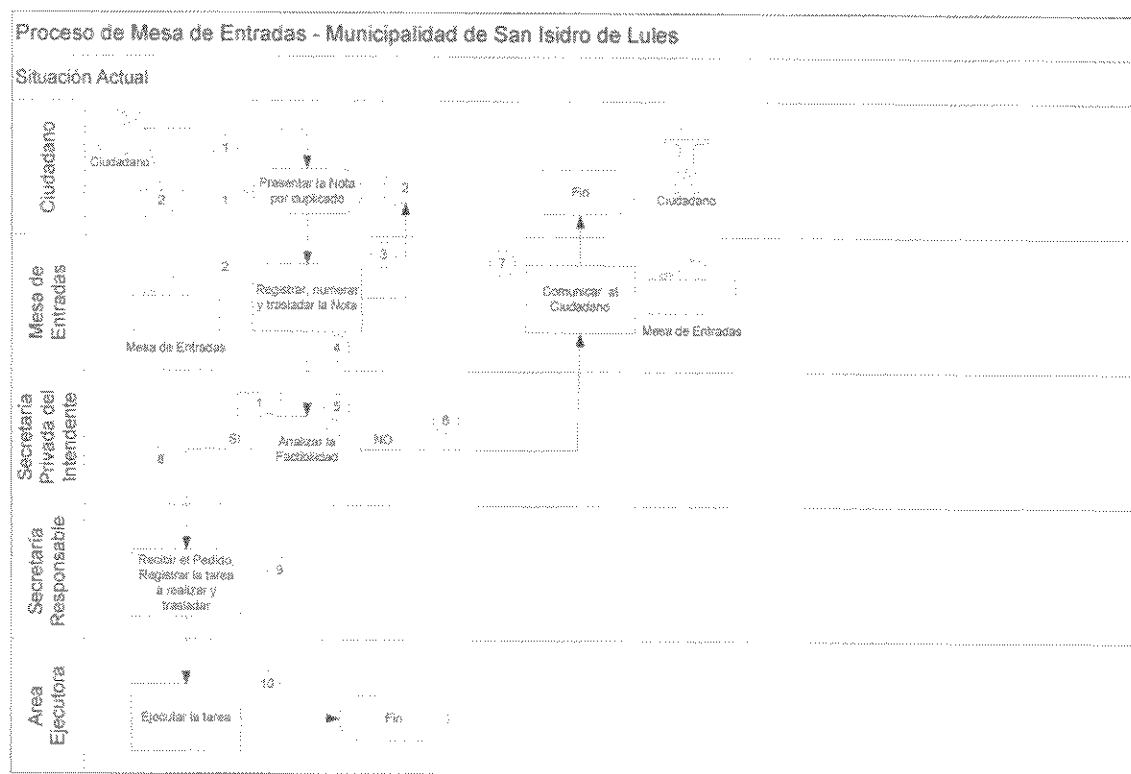 Proceso de Mesa de Entradas - Municipalidad de San Isidro de Lules
Situación Actual
Ciudadano
Ciudadano
1
2
1
Presentar la Nota
por duplicado
2
Fin
Ciudadano
Mesa de
Entradas
Mesa de Entradas
2
Registrar, numerar
y trasladar la Nota
3
4
7
Comunicar al
Ciudadano
Mesa de Entradas
Secretaría
Privada del
Intendente
1
5
SI
Analizar la
Factibilidad
NO
6
8
Secretaría
Responsable
Recibir el Pedido,
Registrar la tarea
a realizar y
trasladar
9
Area
Ejecutora
10
Ejecutar la tarea
Fin